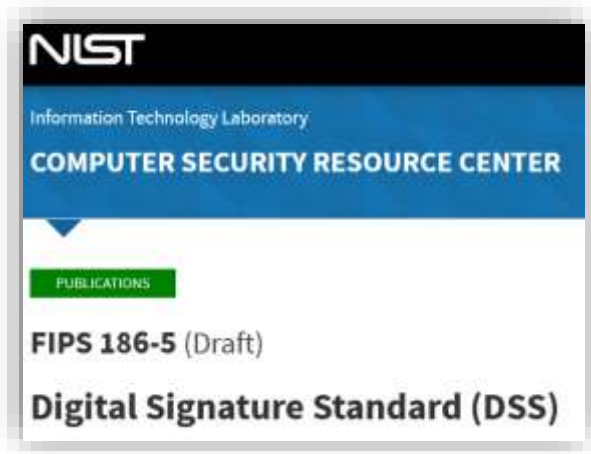 NIST
Information Technology Laboratory
COMPUTER SECURITY RESOURCE CENTER
PUBLICATIONS
FIPS 186-5 (Draft)
Digital Signature Standard (DSS)